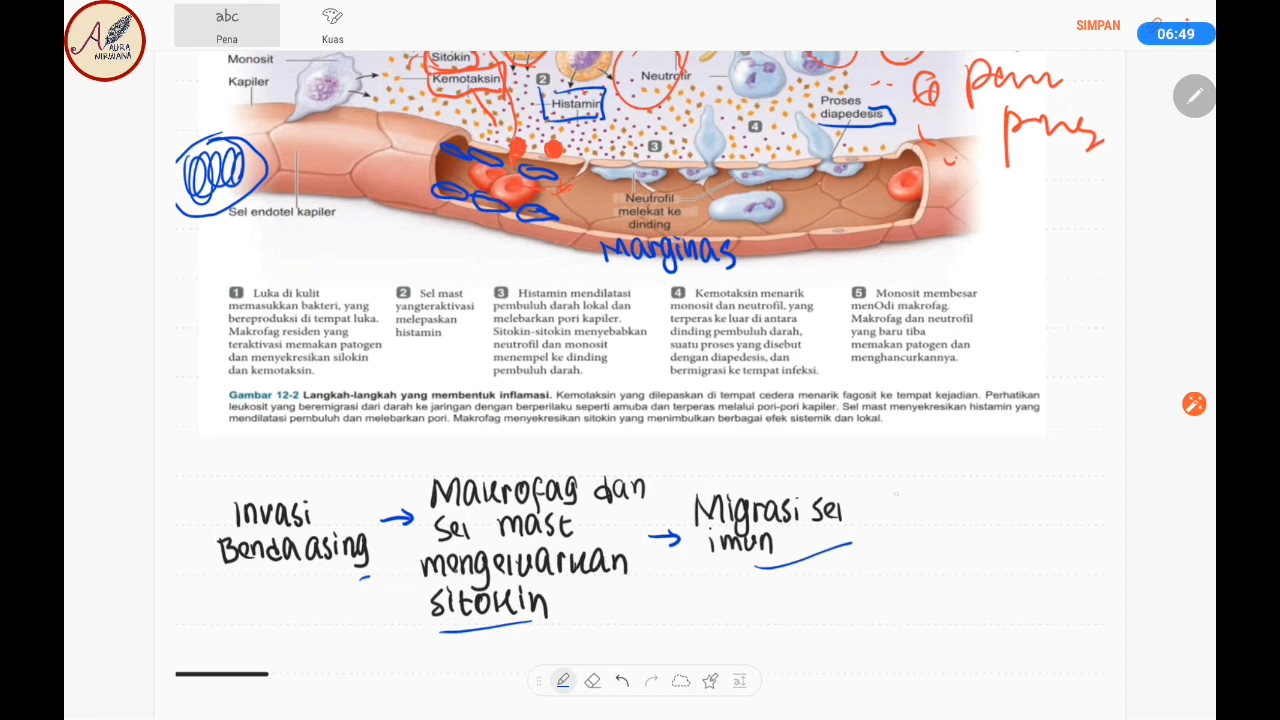 AURA
NIRWANA
abc
Pena
Kuas
SIMPAN
06:49
Monosit
Kapiler
Sitokin
Kemotaksin
2
Histamin
Neutrofil
Proses
diapedesis
4
3
Sel endotel kapiler
Neutrofil
melekat ke
dinding
Marginas
1 Luka di kulit
memasukkan bakteri, yang
bereproduksi di tempat luka.
Makrofag residen yang
teraktivasi memakan patogen
dan menyekresikan silokin
dan kemotaksin.
2 Sel mast
yangteraktivasi
melepaskan
histamin
3 Histamin mendilatasi
pembuluh darah lokal dan
melebarkan pori kapiler.
Sitokin-sitokin menyebabkan
neutrofil dan monosit
menempel ke dinding
pembuluh darah.
4 Kemotaksin menarik
monosit dan neutrofil, yang
terperas ke luar di antara
dinding pembuluh darah,
suatu proses yang disebut
dengan diapedesis, dan
bermigrasi ke tempat infeksi.
5 Monosit membesar
menOdi makrofag.
Makrofag dan neutrofil
yang baru tiba
memakan patogen dan
menghancurkannya.
Gambar 12-2 Langkah-langkah yang membentuk inflamasi. Kemotaksin yang dilepaskan di tempat cedera menarik fagosit ke tempat kejadian. Perhatikan
leukosit yang beremigrasi dari darah ke jaringan dengan berperilaku seperti amuba dan terperas melalui pori-pori kapiler. Sel mast menyekresikan histamin yang
mendilatasi pembuluh dan melebarkan pori. Makrofag menyekresikan sitokin yang menimbulkan berbagai efek sistemik dan lokal.
Invasi
Benda asing
Makrofag dan
sel mast
mengeluarkan
sitokin
Migrasi sel
imun